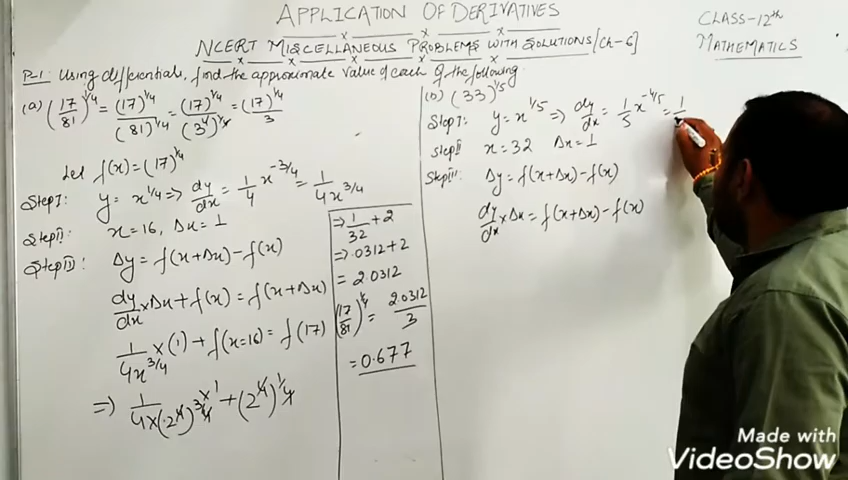 APPLICATION OF DERIVATIVES
CLASS-12th
MATHEMATICS
NCERT MISCELLANEOUS PROBLEMS WITH SOLUTIONS [Ch-6]
P-1: Using differentials, find the approximate value of each of the following
(a) (17/81)^1/4 = (17)^1/4/(81)^1/4 = (17)^1/4/(3^4)^1/4 = (17)^1/4/3
Let f(x) = (17)^1/4
Step I: y = x^1/4 => dy/dx = 1/4 x^-3/4 = 1/4x^3/4
Step II: x = 16, Δx = 1
Step III: Δy = f(x+Δx) - f(x)
dy/dx × Δx + f(x) = f(x+Δx)
1/4x^3/4 × (1) + f(x=16) = f(17)
=> 1/4×(2^4)^3/4 × 1 + (2^4)^1/4
=> 1/32 + 2
=> .0312 + 2
= 2.0312
(17/81)^1/4 = 2.0312/3
= 0.677
(b) (33)^1/5
Step I: y = x^1/5 => dy/dx = 1/5 x^-4/5 = 1/5
Step II x = 32 Δx = 1
Step III Δy = f(x+Δx) - f(x)
dy/dx × Δx = f(x+Δx) - f(x)
Made with
VideoShow